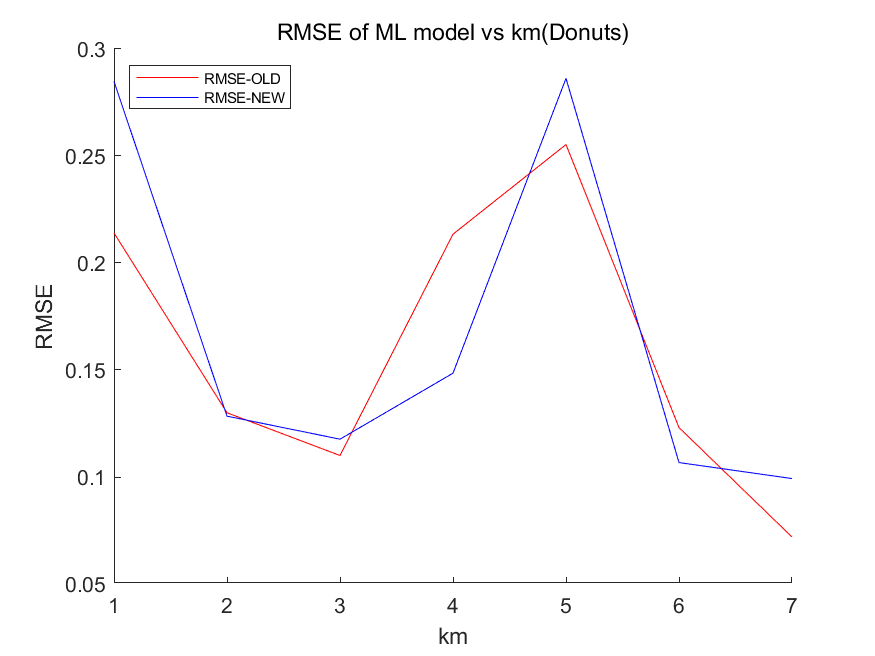 RMSE of ML model vs km(Donuts)
0.3
RMSE-OLD
RMSE-NEW
0.25
0.2
RMSE
0.15
0.1
0.05
1 2 3 4 5 6 7
km